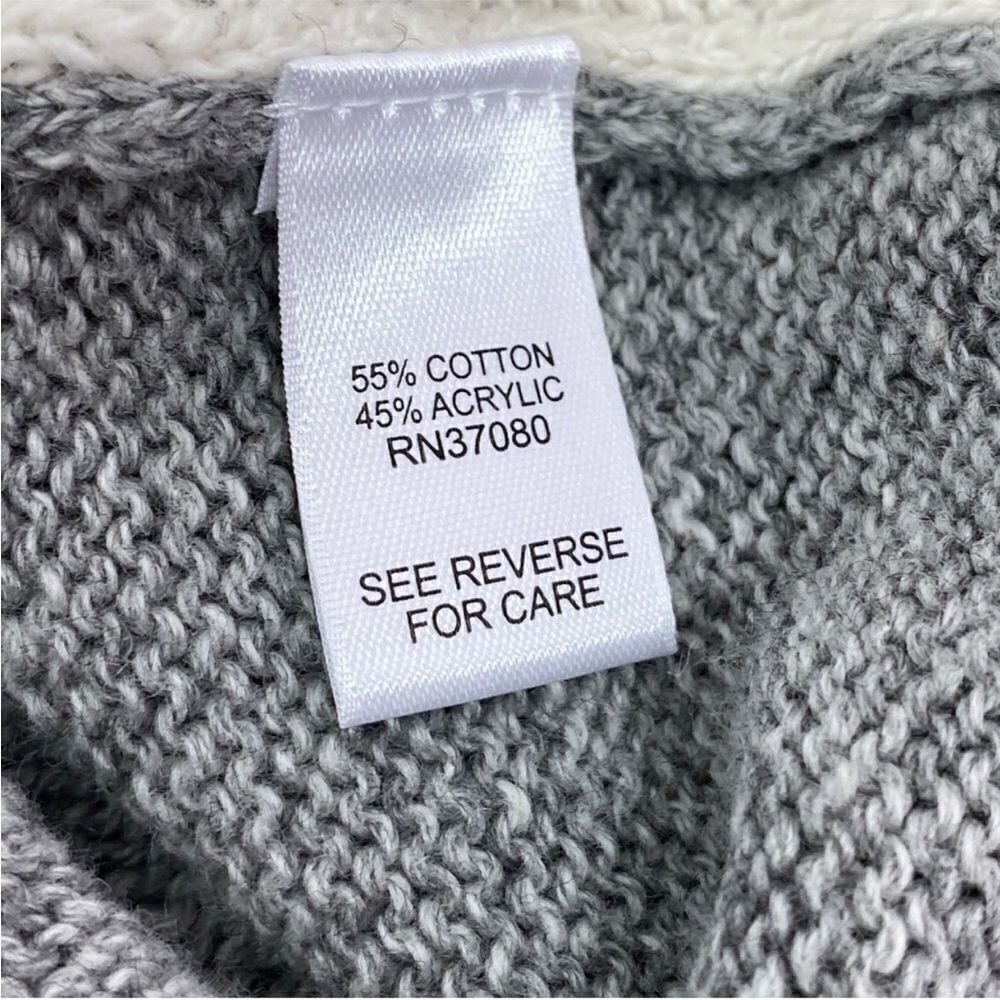 55% COTTON
45% ACRYLIC
RN37080
SEE REVERSE
FOR CARE